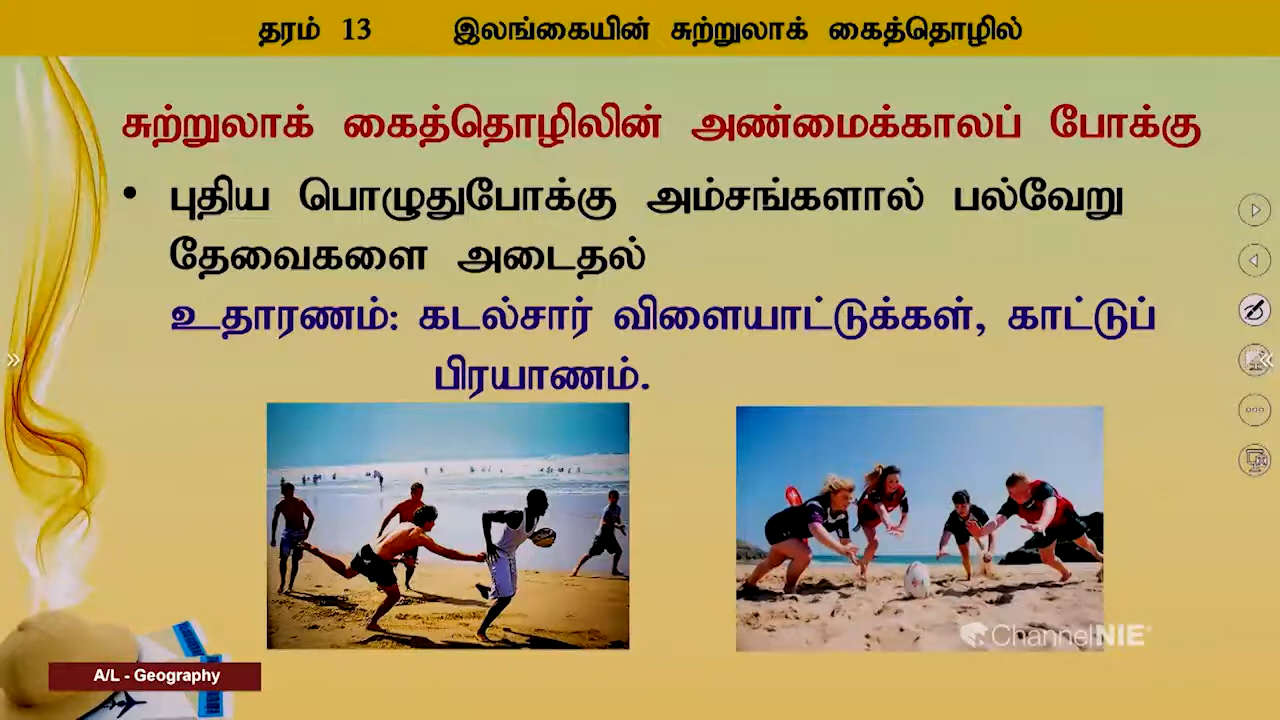 தரம் 13 இலங்கையின் சுற்றுலாக் கைத்தொழில்
சுற்றுலாக் கைத்தொழிலின் அண்மைக்காலப் போக்கு
• புதிய பொழுதுபோக்கு அம்சங்களால் பல்வேறு
தேவைகளை அடைதல்
உதாரணம்: கடல்சார் விளையாட்டுக்கள், காட்டுப்
பிரயாணம்.
ChannelNIE
A/L - Geography